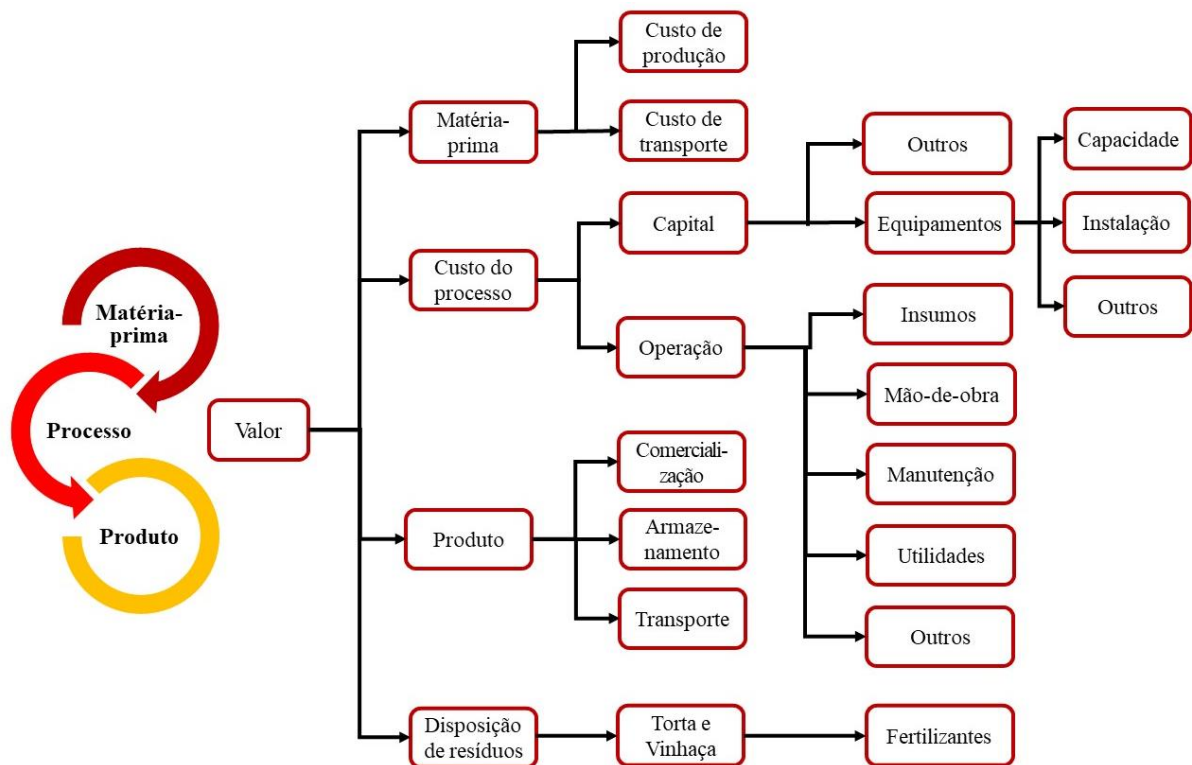 Matéria-
prima
Processo
Produto
Valor
Matéria-
prima
Custo de
produção
Custo de
transporte
Custo do
processo
Capital
Outros
Equipamentos
Capacidade
Instalação
Outros
Operação
Insumos
Mão-de-obra
Manutenção
Utilidades
Outros
Produto
Comerciali-
zação
Armaze-
namento
Transporte
Disposição
de resíduos
Torta e
Vinhaça
Fertilizantes